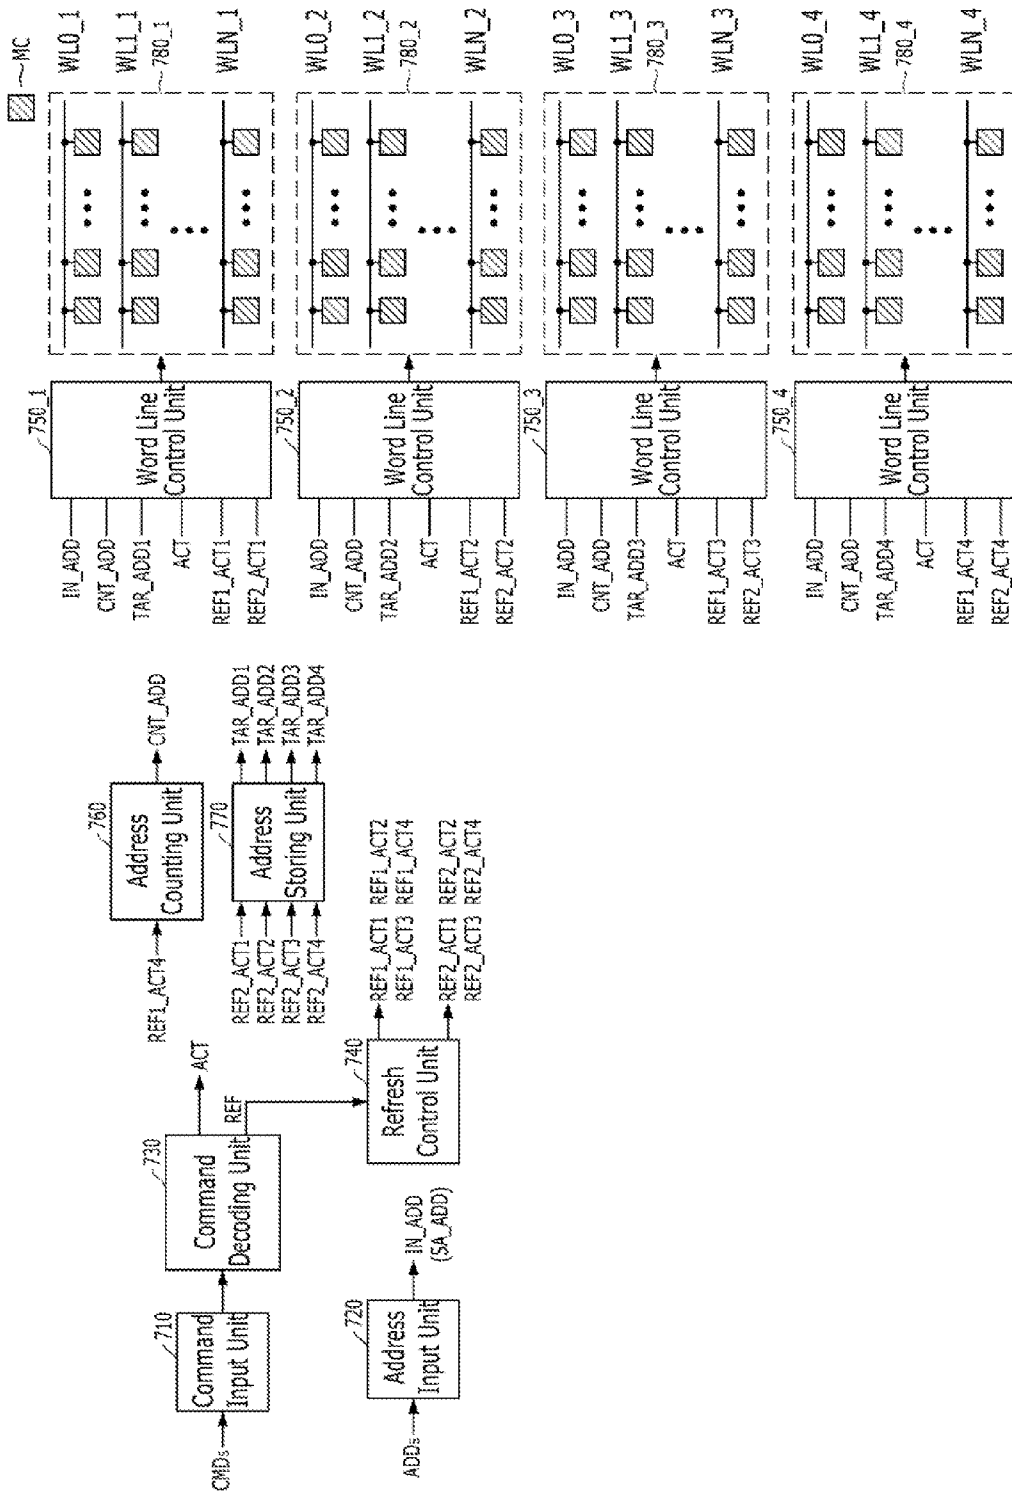 CMDs
710
Command
Input Unit
730
Command
Decoding Unit
ACT
REF
ADDs
720
Address
Input Unit
IN_ADD
(SA_ADD)
740
Refresh
Control Unit
REF1_ACT1 REF1_ACT2
REF1_ACT3 REF1_ACT4
REF2_ACT1 REF2_ACT2
REF2_ACT3 REF2_ACT4
REF1_ACT4
760
Address
Counting Unit
CNT_ADD
REF2_ACT1
REF2_ACT2
REF2_ACT3
REF2_ACT4
770
Address
Storing Unit
TAR_ADD1
TAR_ADD2
TAR_ADD3
TAR_ADD4
MC
IN_ADD
CNT_ADD
TAR_ADD1
ACT
REF1_ACT1
REF2_ACT1
750_1
Word Line
Control Unit
WL0_1
WL1_1
780_1
WLN_1
IN_ADD
CNT_ADD
TAR_ADD2
ACT
REF1_ACT2
REF2_ACT2
750_2
Word Line
Control Unit
WL0_2
WL1_2
780_2
WLN_2
IN_ADD
CNT_ADD
TAR_ADD3
ACT
REF1_ACT3
REF2_ACT3
750_3
Word Line
Control Unit
WL0_3
WL1_3
780_3
WLN_3
IN_ADD
CNT_ADD
TAR_ADD4
ACT
REF1_ACT4
REF2_ACT4
750_4
Word Line
Control Unit
WL0_4
WL1_4
780_4
WLN_4